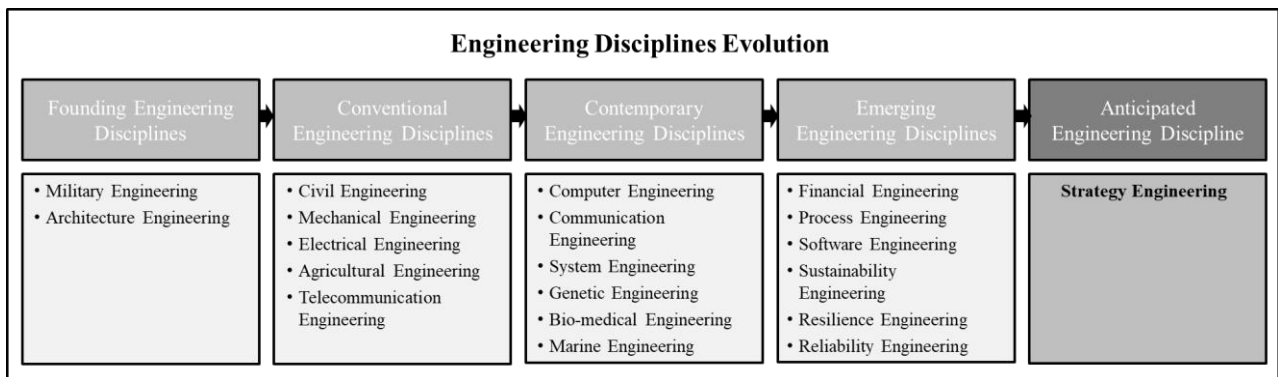 Engineering Disciplines Evolution
Founding Engineering
Disciplines
Conventional
Engineering Disciplines
Contemporary
Engineering Disciplines
Emerging
Engineering Disciplines
Anticipated
Engineering Discipline
• Military Engineering
• Architecture Engineering
• Civil Engineering
• Mechanical Engineering
• Electrical Engineering
• Agricultural Engineering
• Telecommunication
Engineering
• Computer Engineering
• Communication
Engineering
• System Engineering
• Genetic Engineering
• Bio-medical Engineering
• Marine Engineering
• Financial Engineering
• Process Engineering
• Software Engineering
• Sustainability
Engineering
• Resilience Engineering
• Reliability Engineering
Strategy Engineering